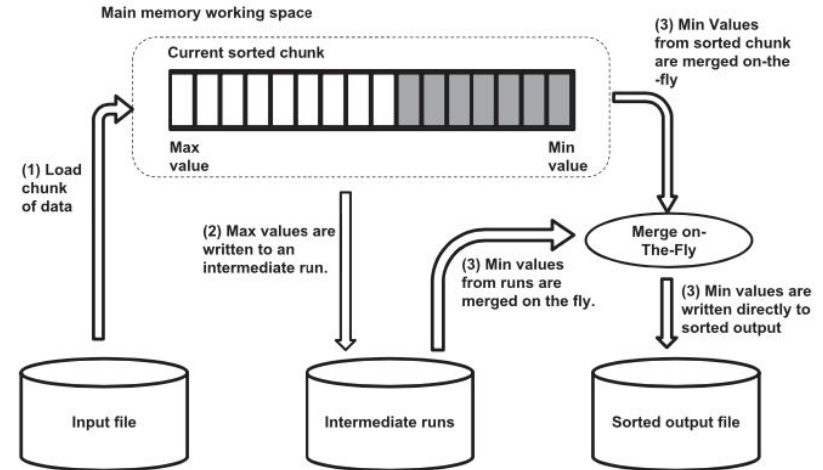 Main memory working space
Current sorted chunk
Max
value
Min
value
(1) Load
chunk
of data
(2) Max values are
written to an
intermediate run.
(3) Min Values
from sorted chunk
are merged on-the
-fly
(3) Min values
from runs are
merged on the fly.
Merge on-
The-Fly
(3) Min values are
written directly to
sorted output
Input file
Intermediate runs
Sorted output file